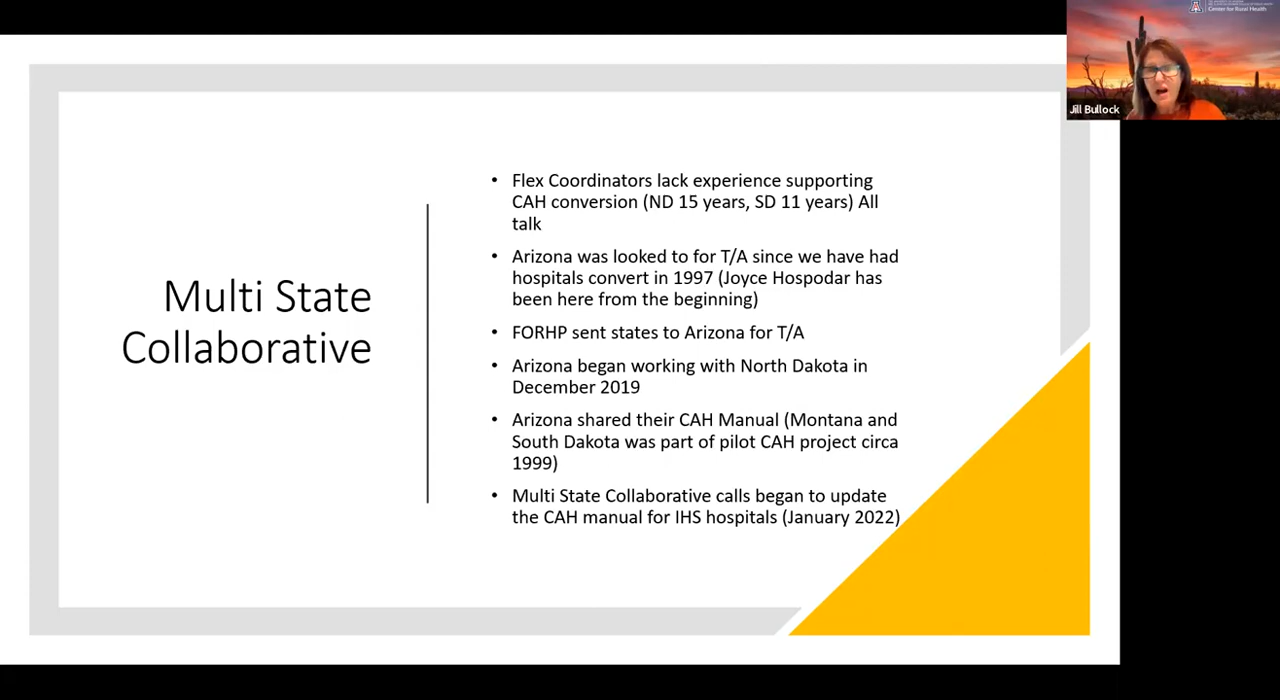 Center for Rural Health
Jill Bullock
Multi State
Collaborative
• Flex Coordinators lack experience supporting
CAH conversion (ND 15 years, SD 11 years) All
talk
• Arizona was looked to for T/A since we have had
hospitals convert in 1997 (Joyce Hospodar has
been here from the beginning)
• FORHP sent states to Arizona for T/A
• Arizona began working with North Dakota in
December 2019
• Arizona shared their CAH Manual (Montana and
South Dakota was part of pilot CAH project circa
1999)
• Multi State Collaborative calls began to update
the CAH manual for IHS hospitals (January 2022)